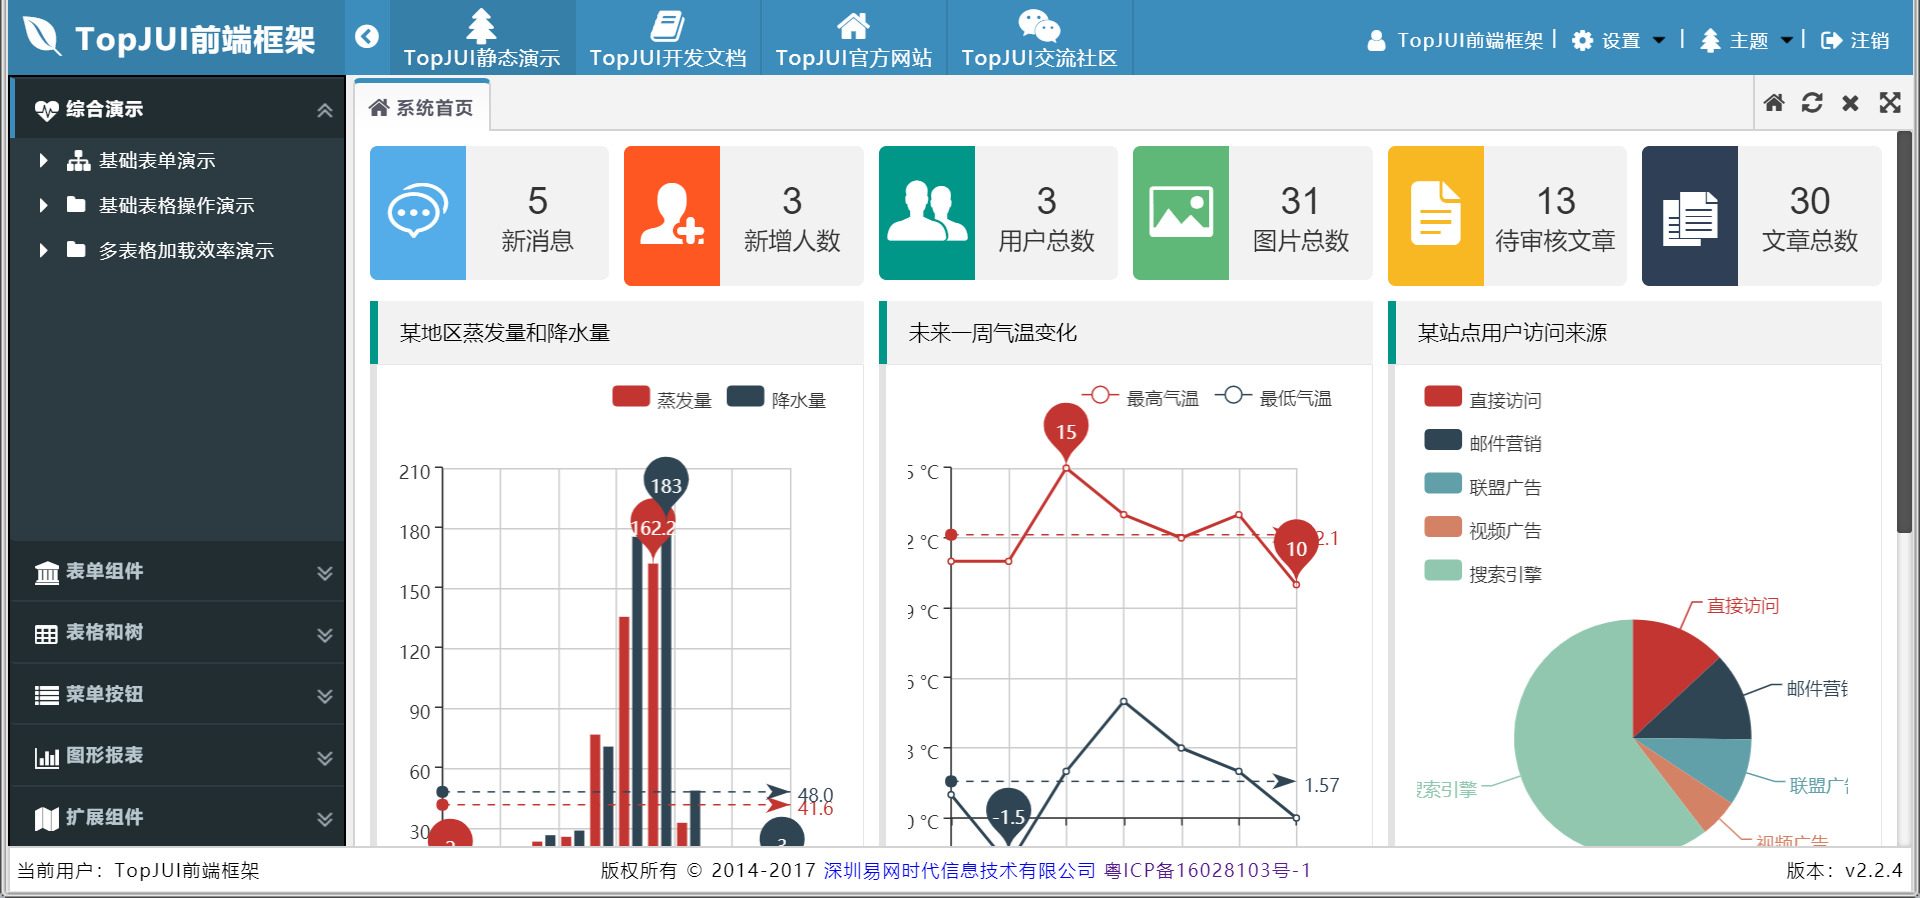 TopJUI前端框架
TopJUI静态演示
TopJUI开发文档
TopJUI官方网站
TopJUI交流社区
TopJUI前端框架 | 设置 | 主题 | 注销
综合演示
基础表单演示
基础表格操作演示
多表格加载效率演示
表单组件
表格和树
菜单按钮
图形报表
扩展组件
系统首页
5
新消息
3
新增人数
3
用户总数
31
图片总数
13
待审核文章
30
文章总数
某地区蒸发量和降水量
蒸发量 降水量
210
180
150
120
90
60
30
183
162.2
48.0
41.6
未来一周气温变化
最高气温 最低气温
5 °C
2 °C
9 °C
6 °C
3 °C
0 °C
15
10
2.1
1.57
-1.5
某站点用户访问来源
直接访问
邮件营销
联盟广告
视频广告
搜索引擎
直接访问
邮件营
联盟广
视频广告
索引擎
当前用户：TopJUI前端框架
版权所有 © 2014-2017 深圳易网时代信息技术有限公司 粤ICP备16028103号-1
版本：v2.2.4